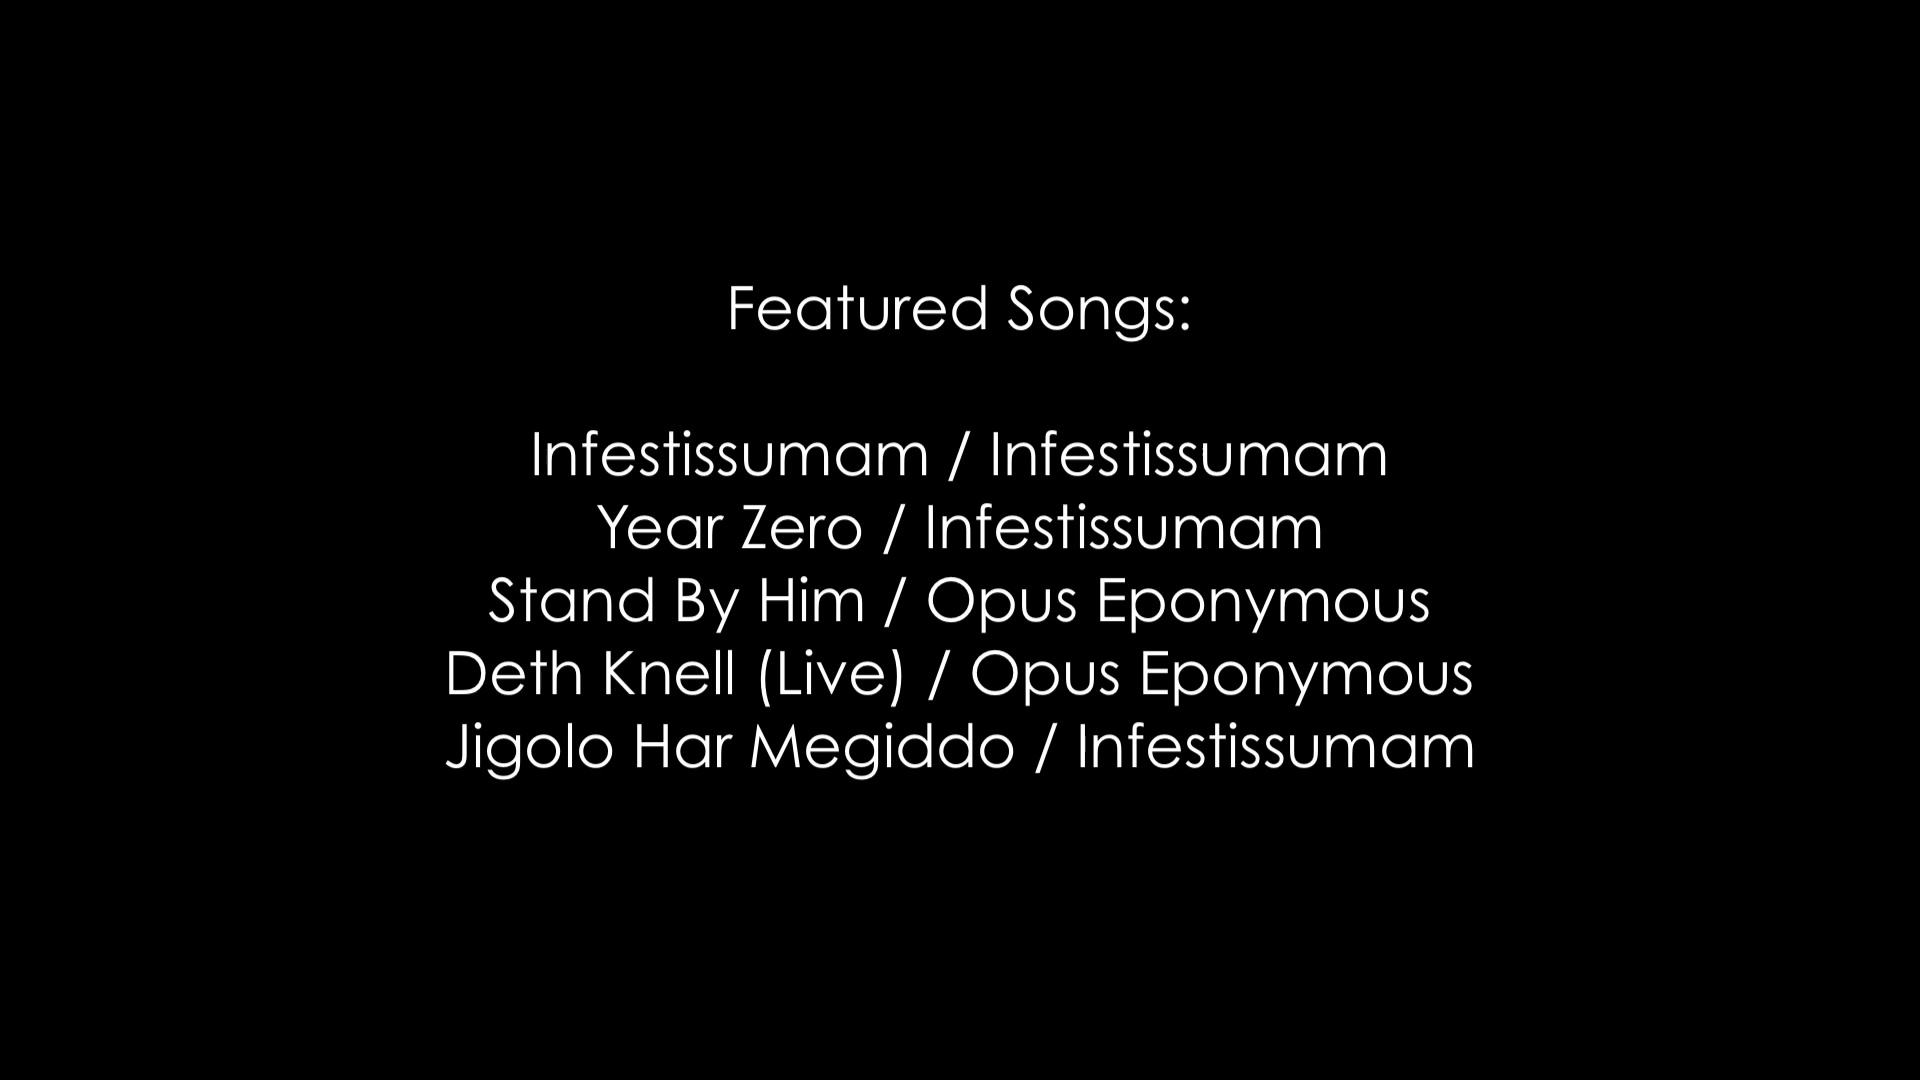 Featured Songs:
Infestissumam / Infestissumam
Year Zero / Infestissumam
Stand By Him / Opus Eponymous
Deth Knell (Live) / Opus Eponymous
Jigolo Har Megiddo / Infestissumam